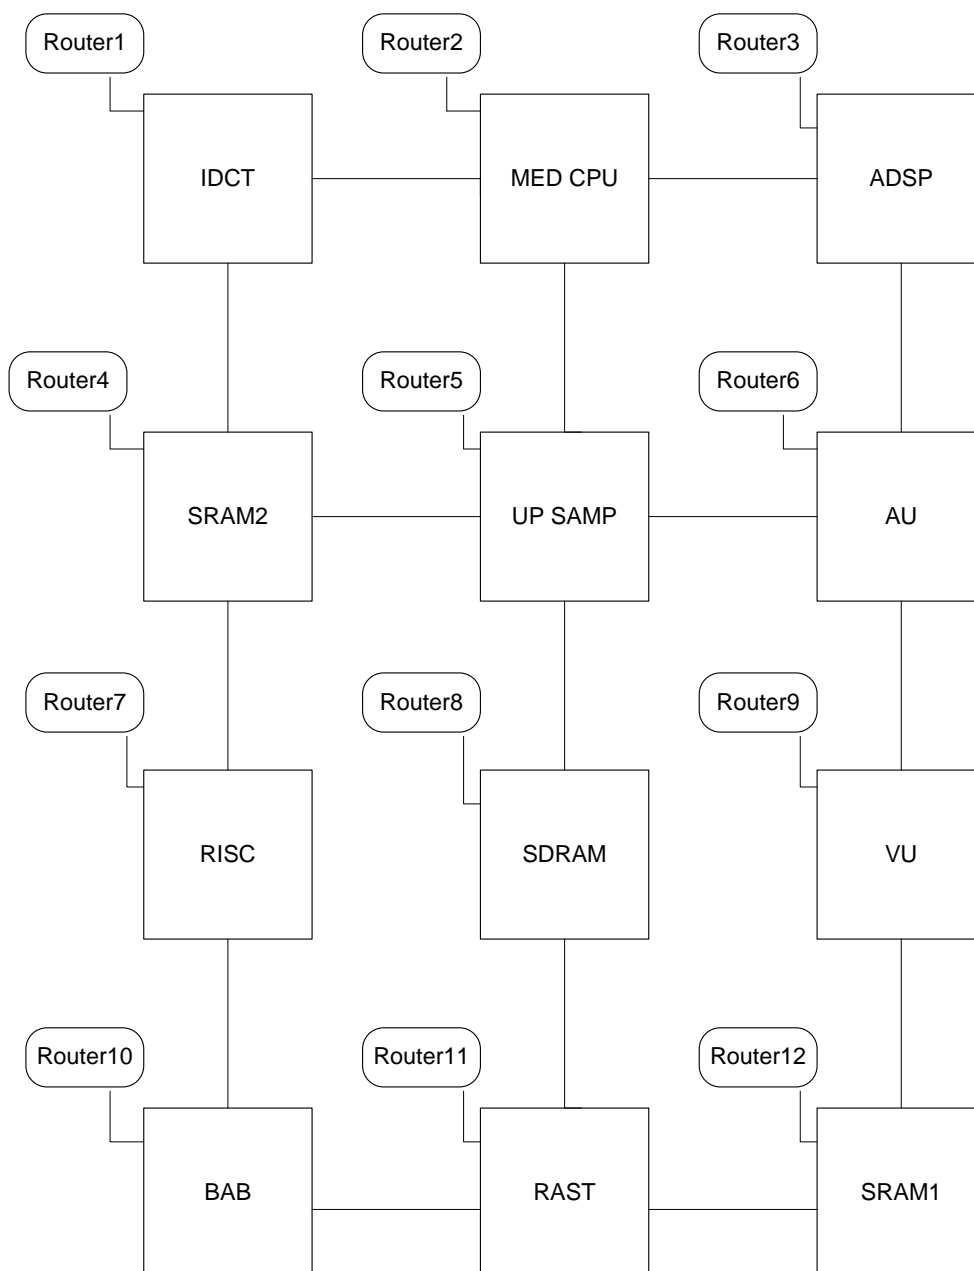 Router1
Router2
Router3
IDCT
MED CPU
ADSP
Router4
Router5
Router6
SRAM2
UP SAMP
AU
Router7
Router8
Router9
RISC
SDRAM
VU
Router10
Router11
Router12
BAB
RAST
SRAM1